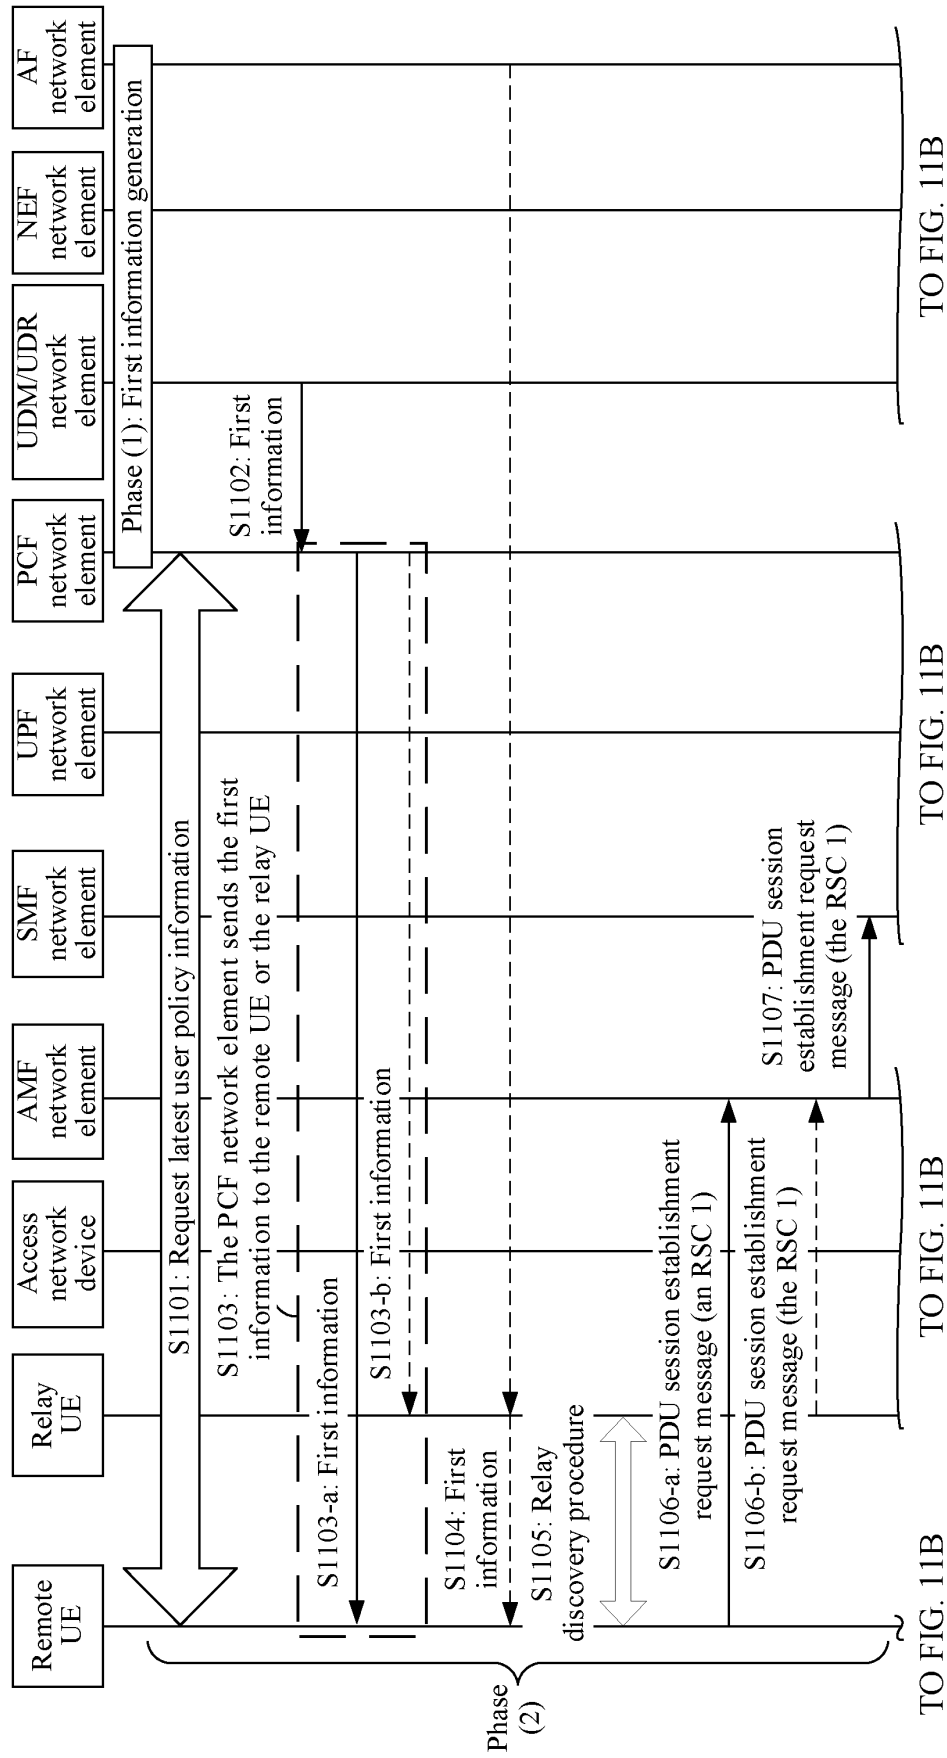 Remote
UE
Relay
UE
Access
network
device
AMF
network
element
SMF
network
element
UPF
network
element
PCF
network
element
UDM/UDR
network
element
NEF
network
element
AF
network
element
Phase (1): First information generation
S1101: Request latest user policy information
S1102: First
information
S1103: The PCF network element sends the first
information to the remote UE or the relay UE
S1103-a: First information
S1103-b: First information
S1104: First
information
S1105: Relay
discovery procedure
S1106-a: PDU session establishment
request message (an RSC 1)
S1106-b: PDU session establishment
request message (the RSC 1)
S1107: PDU session
establishment request
message (the RSC 1)
Phase
(2)
TO FIG. 11B
TO FIG. 11B
TO FIG. 11B
TO FIG. 11B